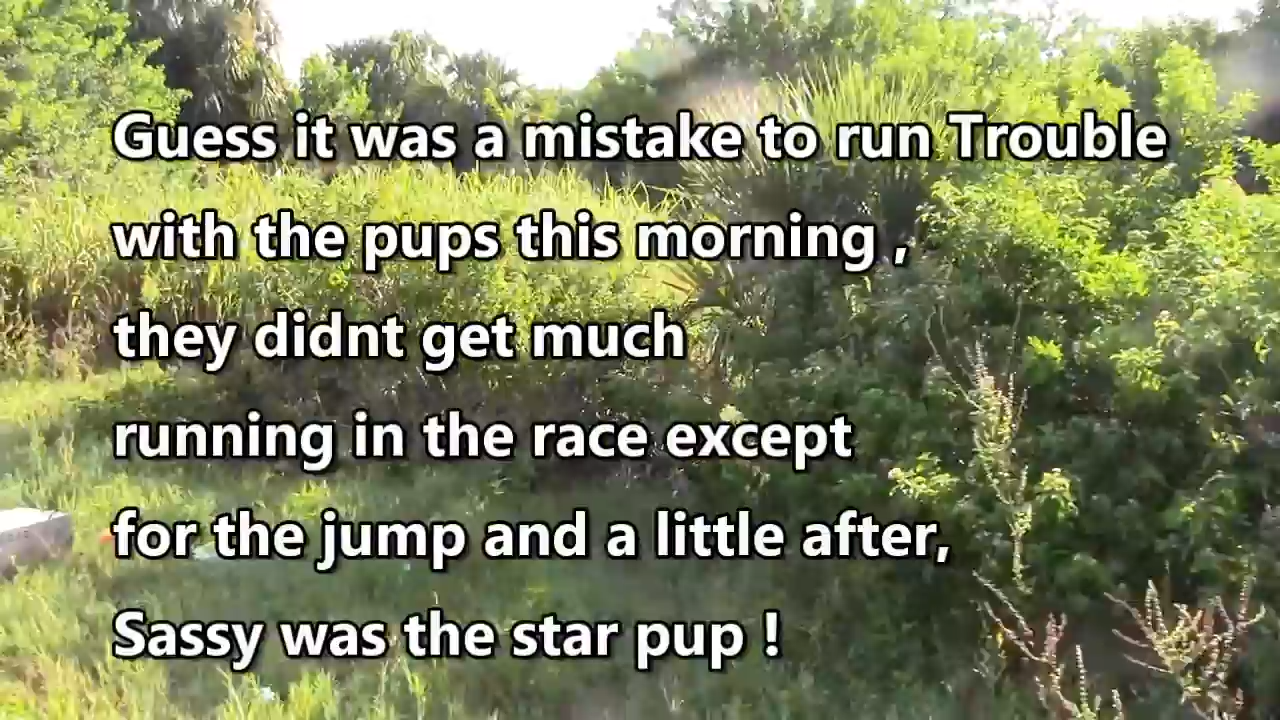 Guess it was a mistake to run Trouble
with the pups this morning ,
they didnt get much
running in the race except
for the jump and a little after,
Sassy was the star pup !